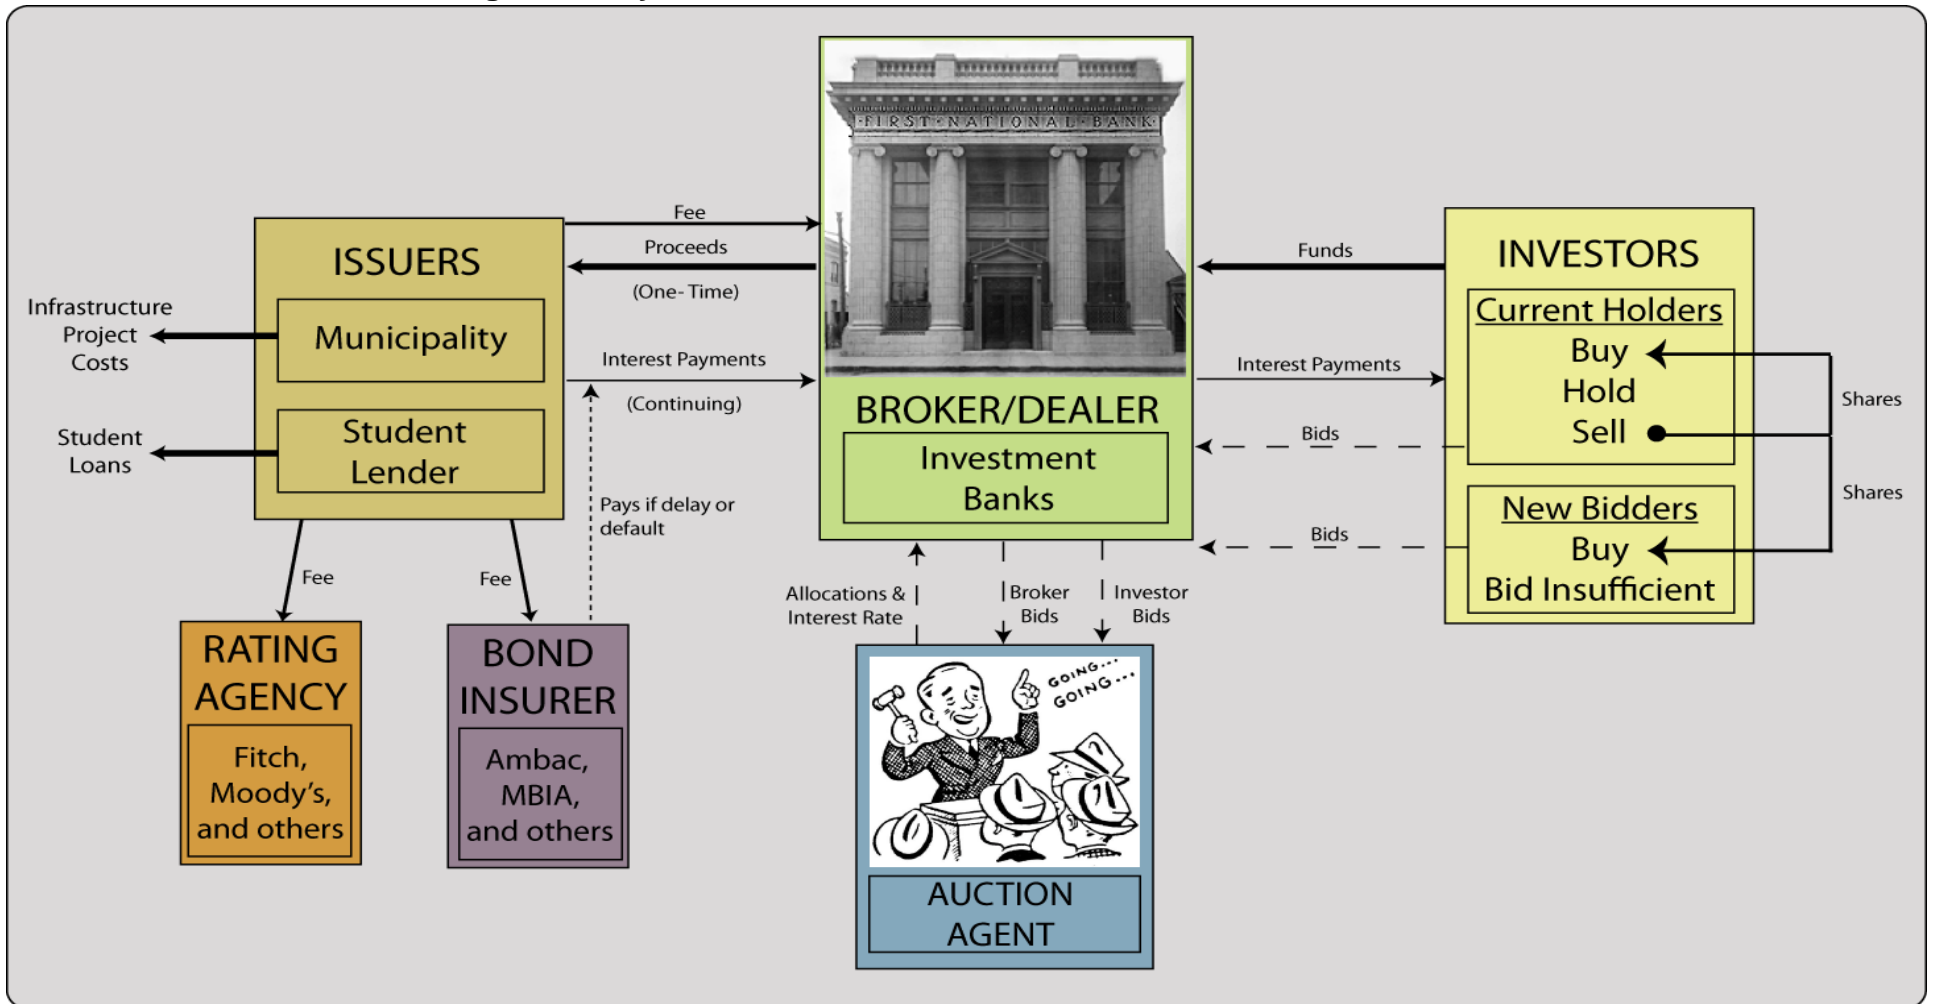 FIRST·NATIONAL·BANK
Fee
Proceeds
(One-Time)
Funds
ISSUERS
Municipality
Student
Lender
Infrastructure
Project
Costs
Student
Loans
Interest Payments
(Continuing)
Pays if delay or
default
Fee
Fee
RATING
AGENCY
Fitch,
Moody's,
and others
BOND
INSURER
Ambac,
MBIA,
and others
BROKER/DEALER
Investment
Banks
Allocations &
Interest Rate
Broker
Bids
Investor
Bids
GOING...
GOING...
AUCTION
AGENT
Interest Payments
Bids
Bids
INVESTORS
Current Holders
Buy
Hold
Sell
New Bidders
Buy
Bid Insufficient
Shares
Shares